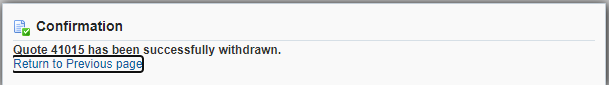 Confirmation
Quote 41015 has been successfully withdrawn.
Return to Previous page